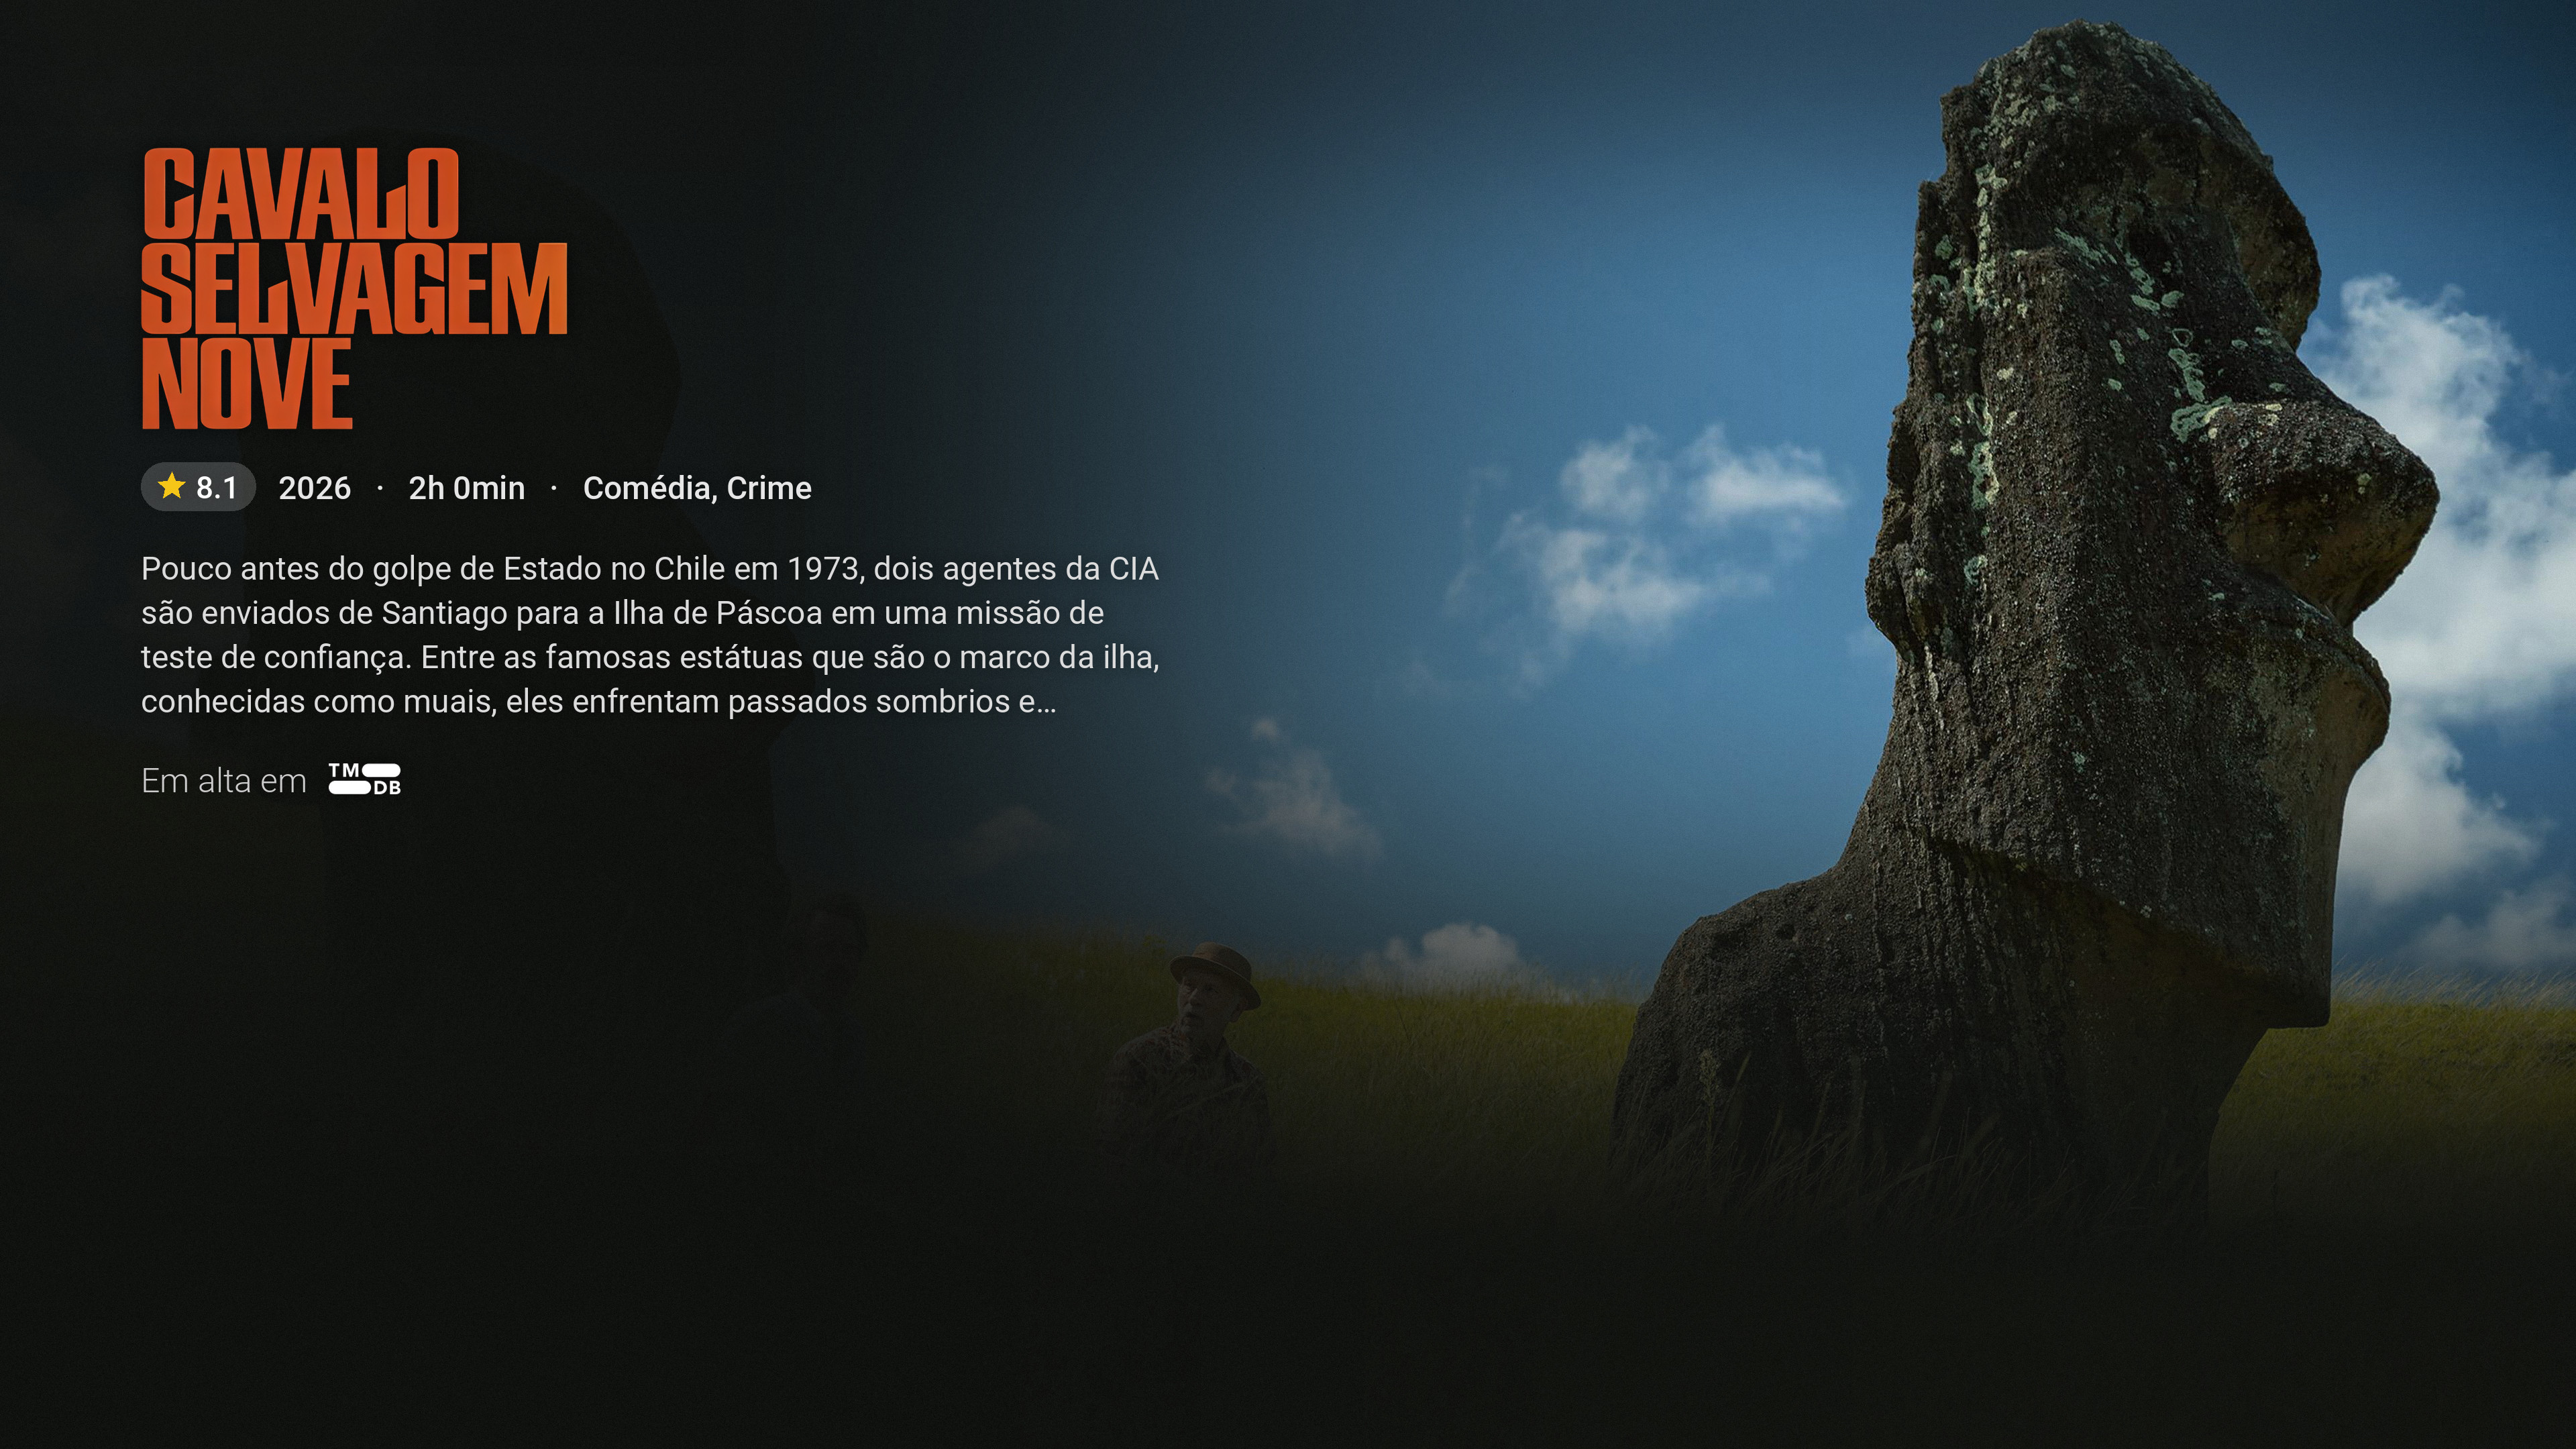 CAVALO
SELVAGEM
NOVE
8.1 2026 · 2h 0min · Comédia, Crime
Pouco antes do golpe de Estado no Chile em 1973, dois agentes da CIA
são enviados de Santiago para a Ilha de Páscoa em uma missão de
teste de confiança. Entre as famosas estátuas que são o marco da ilha,
conhecidas como muais, eles enfrentam passados sombrios e...
Em alta em TMDB